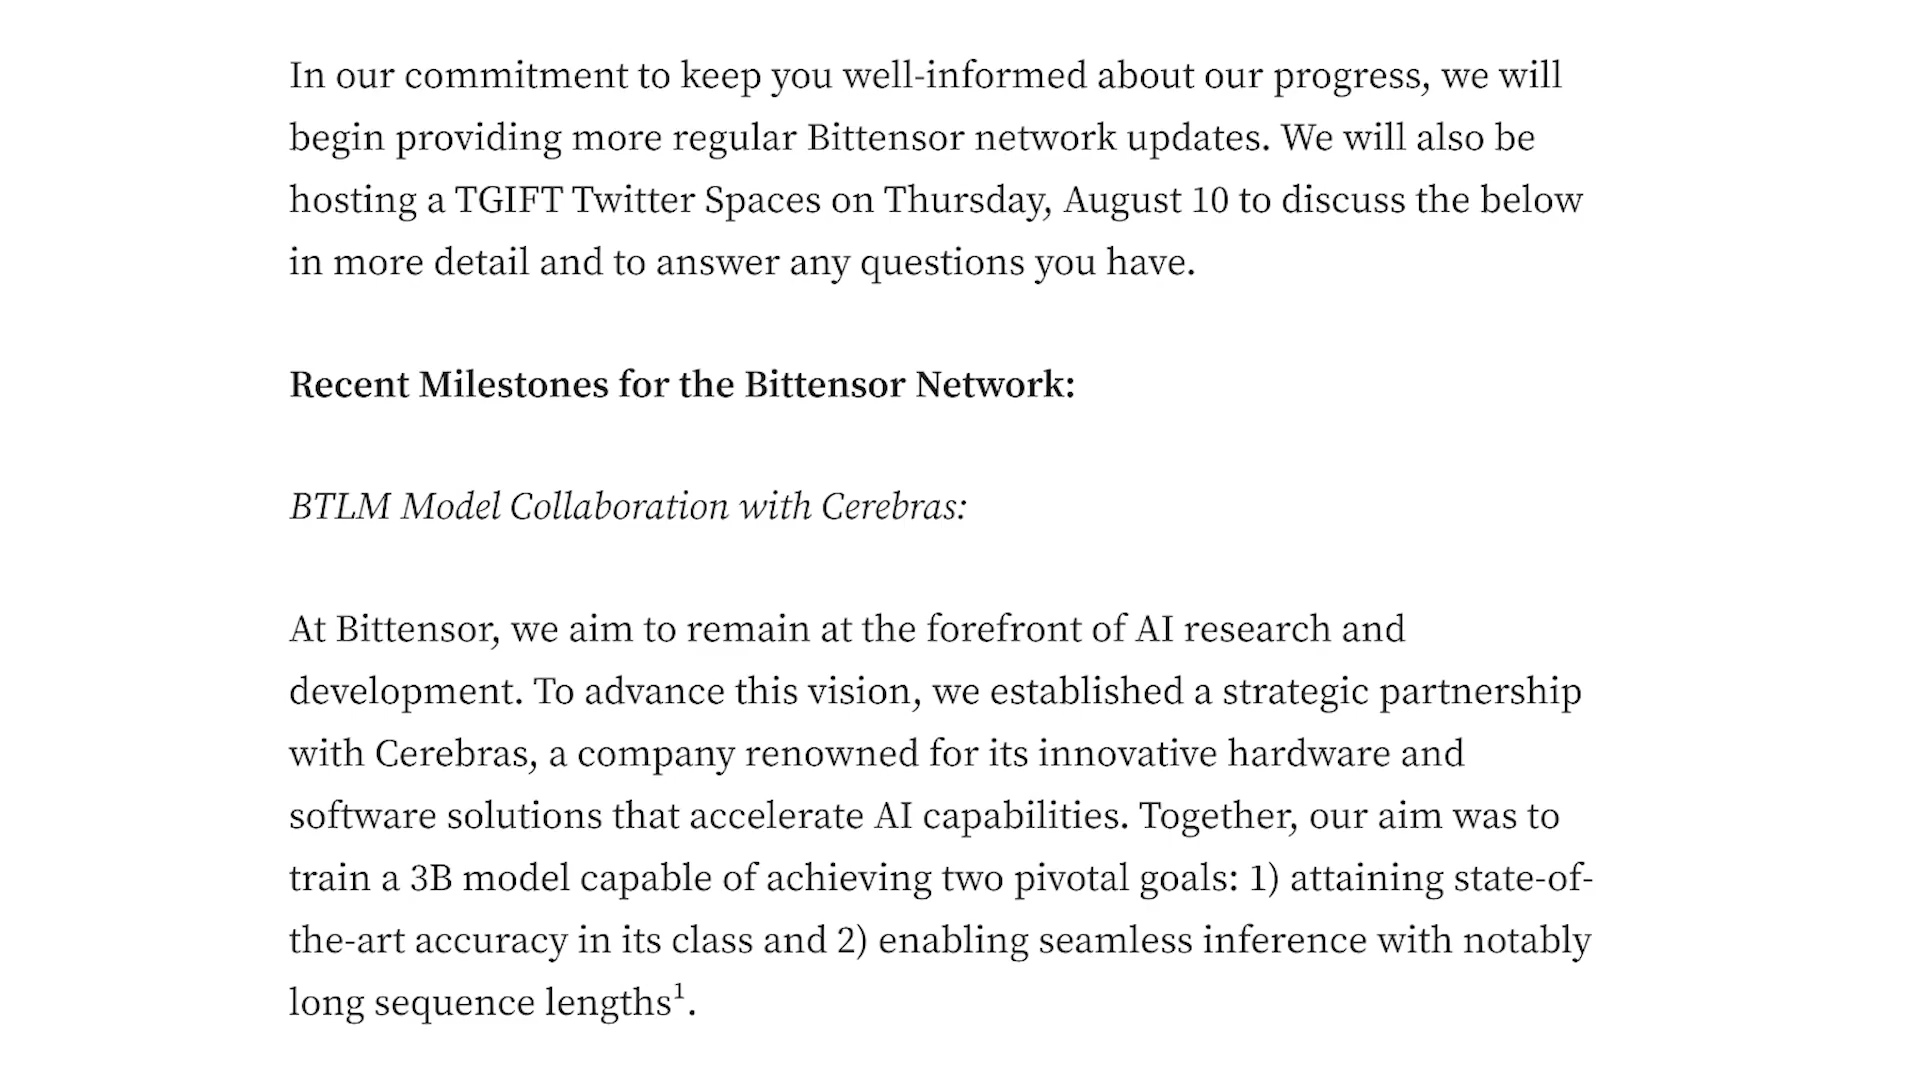 In our commitment to keep you well-informed about our progress, we will
begin providing more regular Bittensor network updates. We will also be
hosting a TGIFT Twitter Spaces on Thursday, August 10 to discuss the below
in more detail and to answer any questions you have.
Recent Milestones for the Bittensor Network:
BTLM Model Collaboration with Cerebras:
At Bittensor, we aim to remain at the forefront of AI research and
development. To advance this vision, we established a strategic partnership
with Cerebras, a company renowned for its innovative hardware and
software solutions that accelerate AI capabilities. Together, our aim was to
train a 3B model capable of achieving two pivotal goals: 1) attaining state-of-
the-art accuracy in its class and 2) enabling seamless inference with notably
long sequence lengths¹.